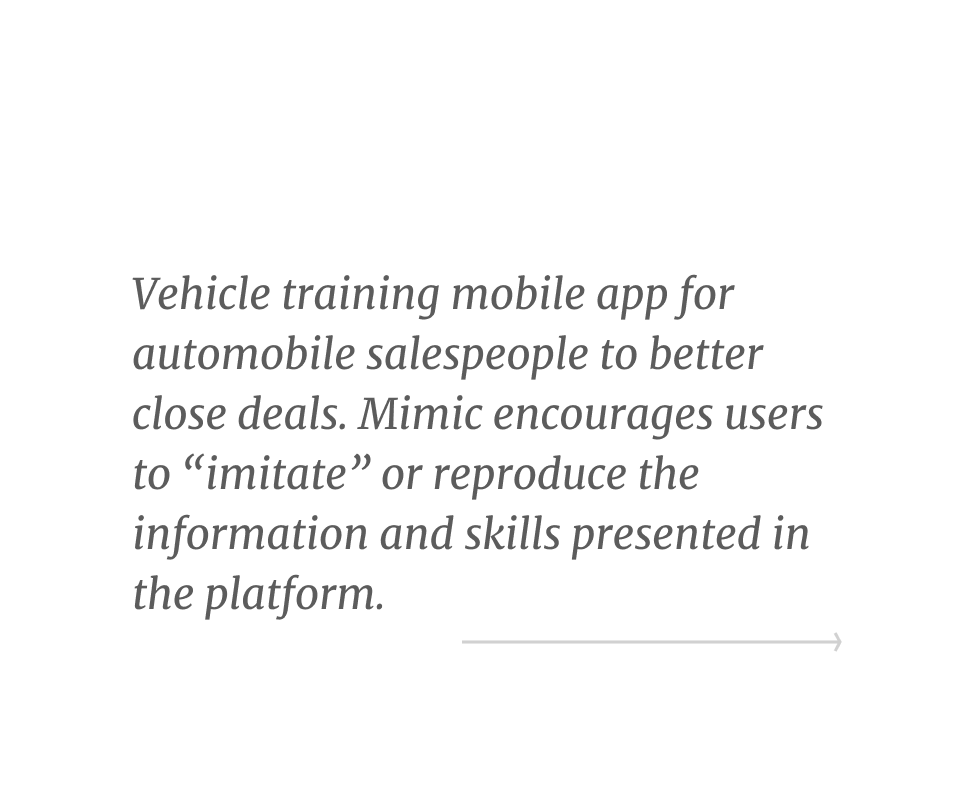 Vehicle training mobile app for
automobile salespeople to better
close deals. Mimic encourages users
to “imitate” or reproduce the
information and skills presented in
the platform.